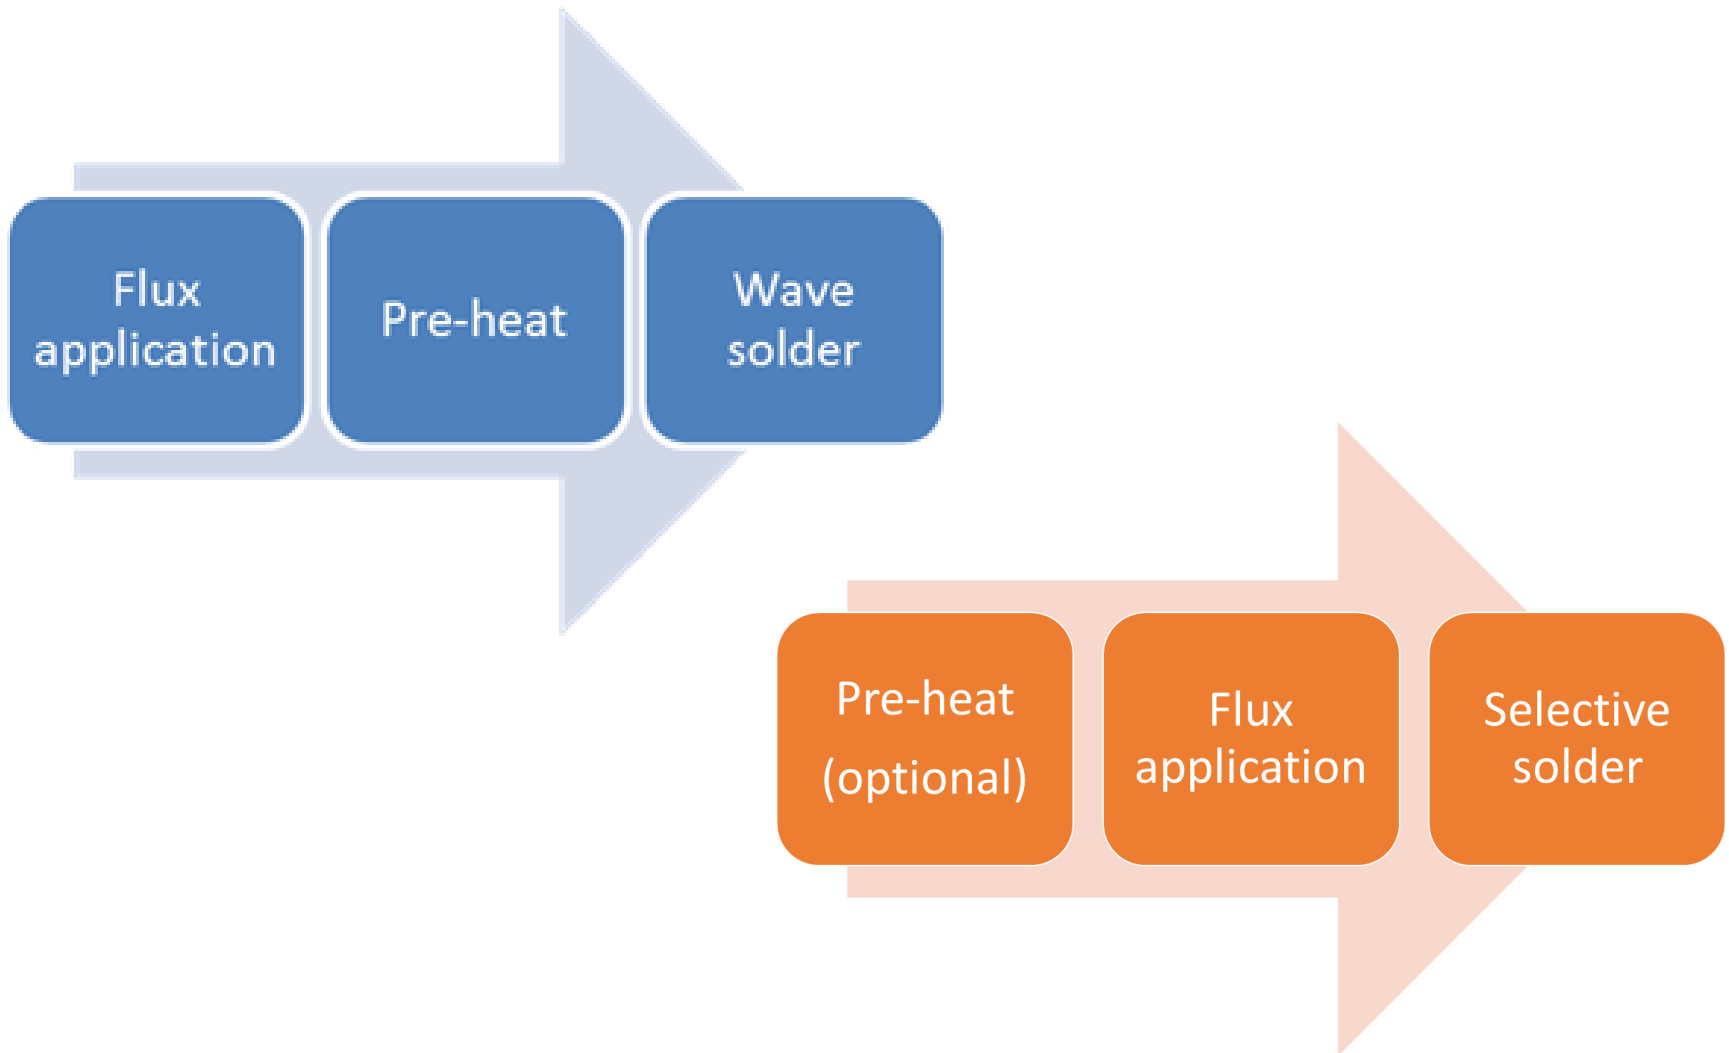 Flux
application
Pre-heat
Wave
solder
Pre-heat
(optional)
Flux
application
Selective
solder